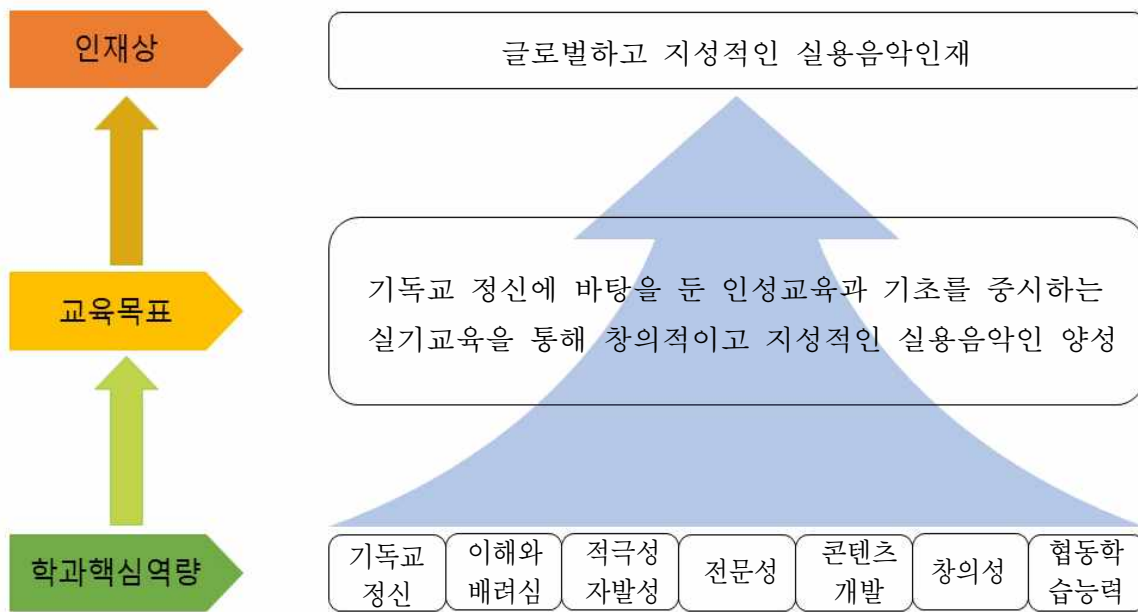 인재상
글로벌하고 지성적인 실용음악인재
교육목표
기독교 정신에 바탕을 둔 인성교육과 기초를 중시하는
실기교육을 통해 창의적이고 지성적인 실용음악인 양성
학과핵심역량
기독교
정신
이해와
배려심
적극성
자발성
전문성
콘텐츠
개발
창의성
협동학
습능력